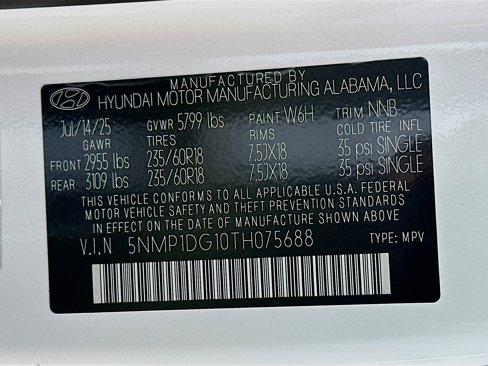 MANUFACTURED BY
HYUNDAI MOTOR MANUFACTURING ALABAMA, LLC
Jul/14/25 GVWR 5799 lbs PAINT W6H TRIM NNB
GAWR TIRES RIMS COLD TIRE INFL
FRONT 2955 lbs 235/60R18 7.5JX18 35 psi SINGLE
REAR 3109 lbs 235/60R18 7.5JX18 35 psi SINGLE
THIS VEHICLE CONFORMS TO ALL APPLICABLE U.S.A. FEDERAL
MOTOR VEHICLE SAFETY AND THEFT PREVENTION STANDARDS
IN EFFECT ON THE DATE OF MANUFACTURE SHOWN ABOVE.
V.I.N 5NMP1DG10TH075688 TYPE: MPV